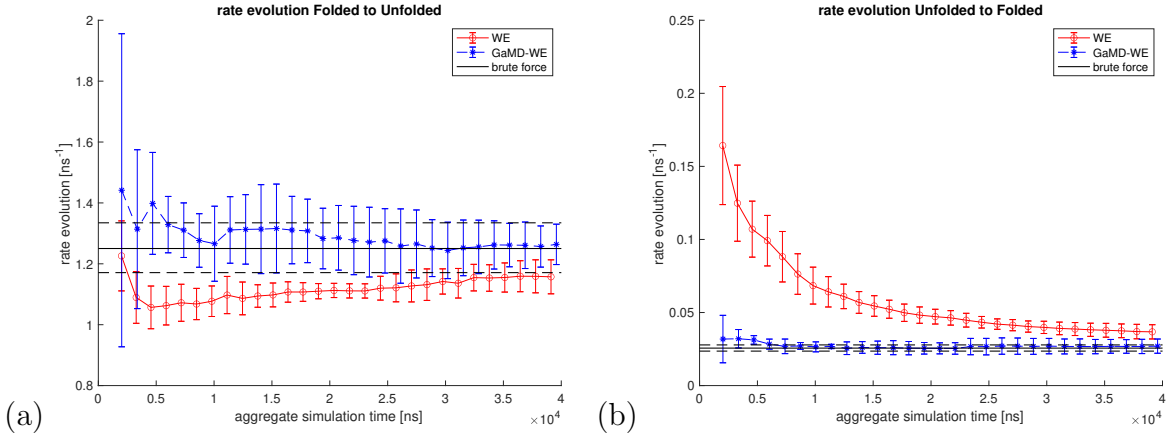 rate evolution Folded to Unfolded
2
1.8
1.6
1.4
1.2
1
0.8
rate evolution [ns-1]
WE
GaMD-WE
brute force
0
0.5
1
1.5
2
2.5
3
3.5
4
×10^4
aggregate simulation time [ns]
(a)
rate evolution Unfolded to Folded
0.25
0.2
0.15
0.1
0.05
0
rate evolution [ns-1]
WE
GaMD-WE
brute force
0
0.5
1
1.5
2
2.5
3
3.5
4
×10^4
aggregate simulation time [ns]
(b)